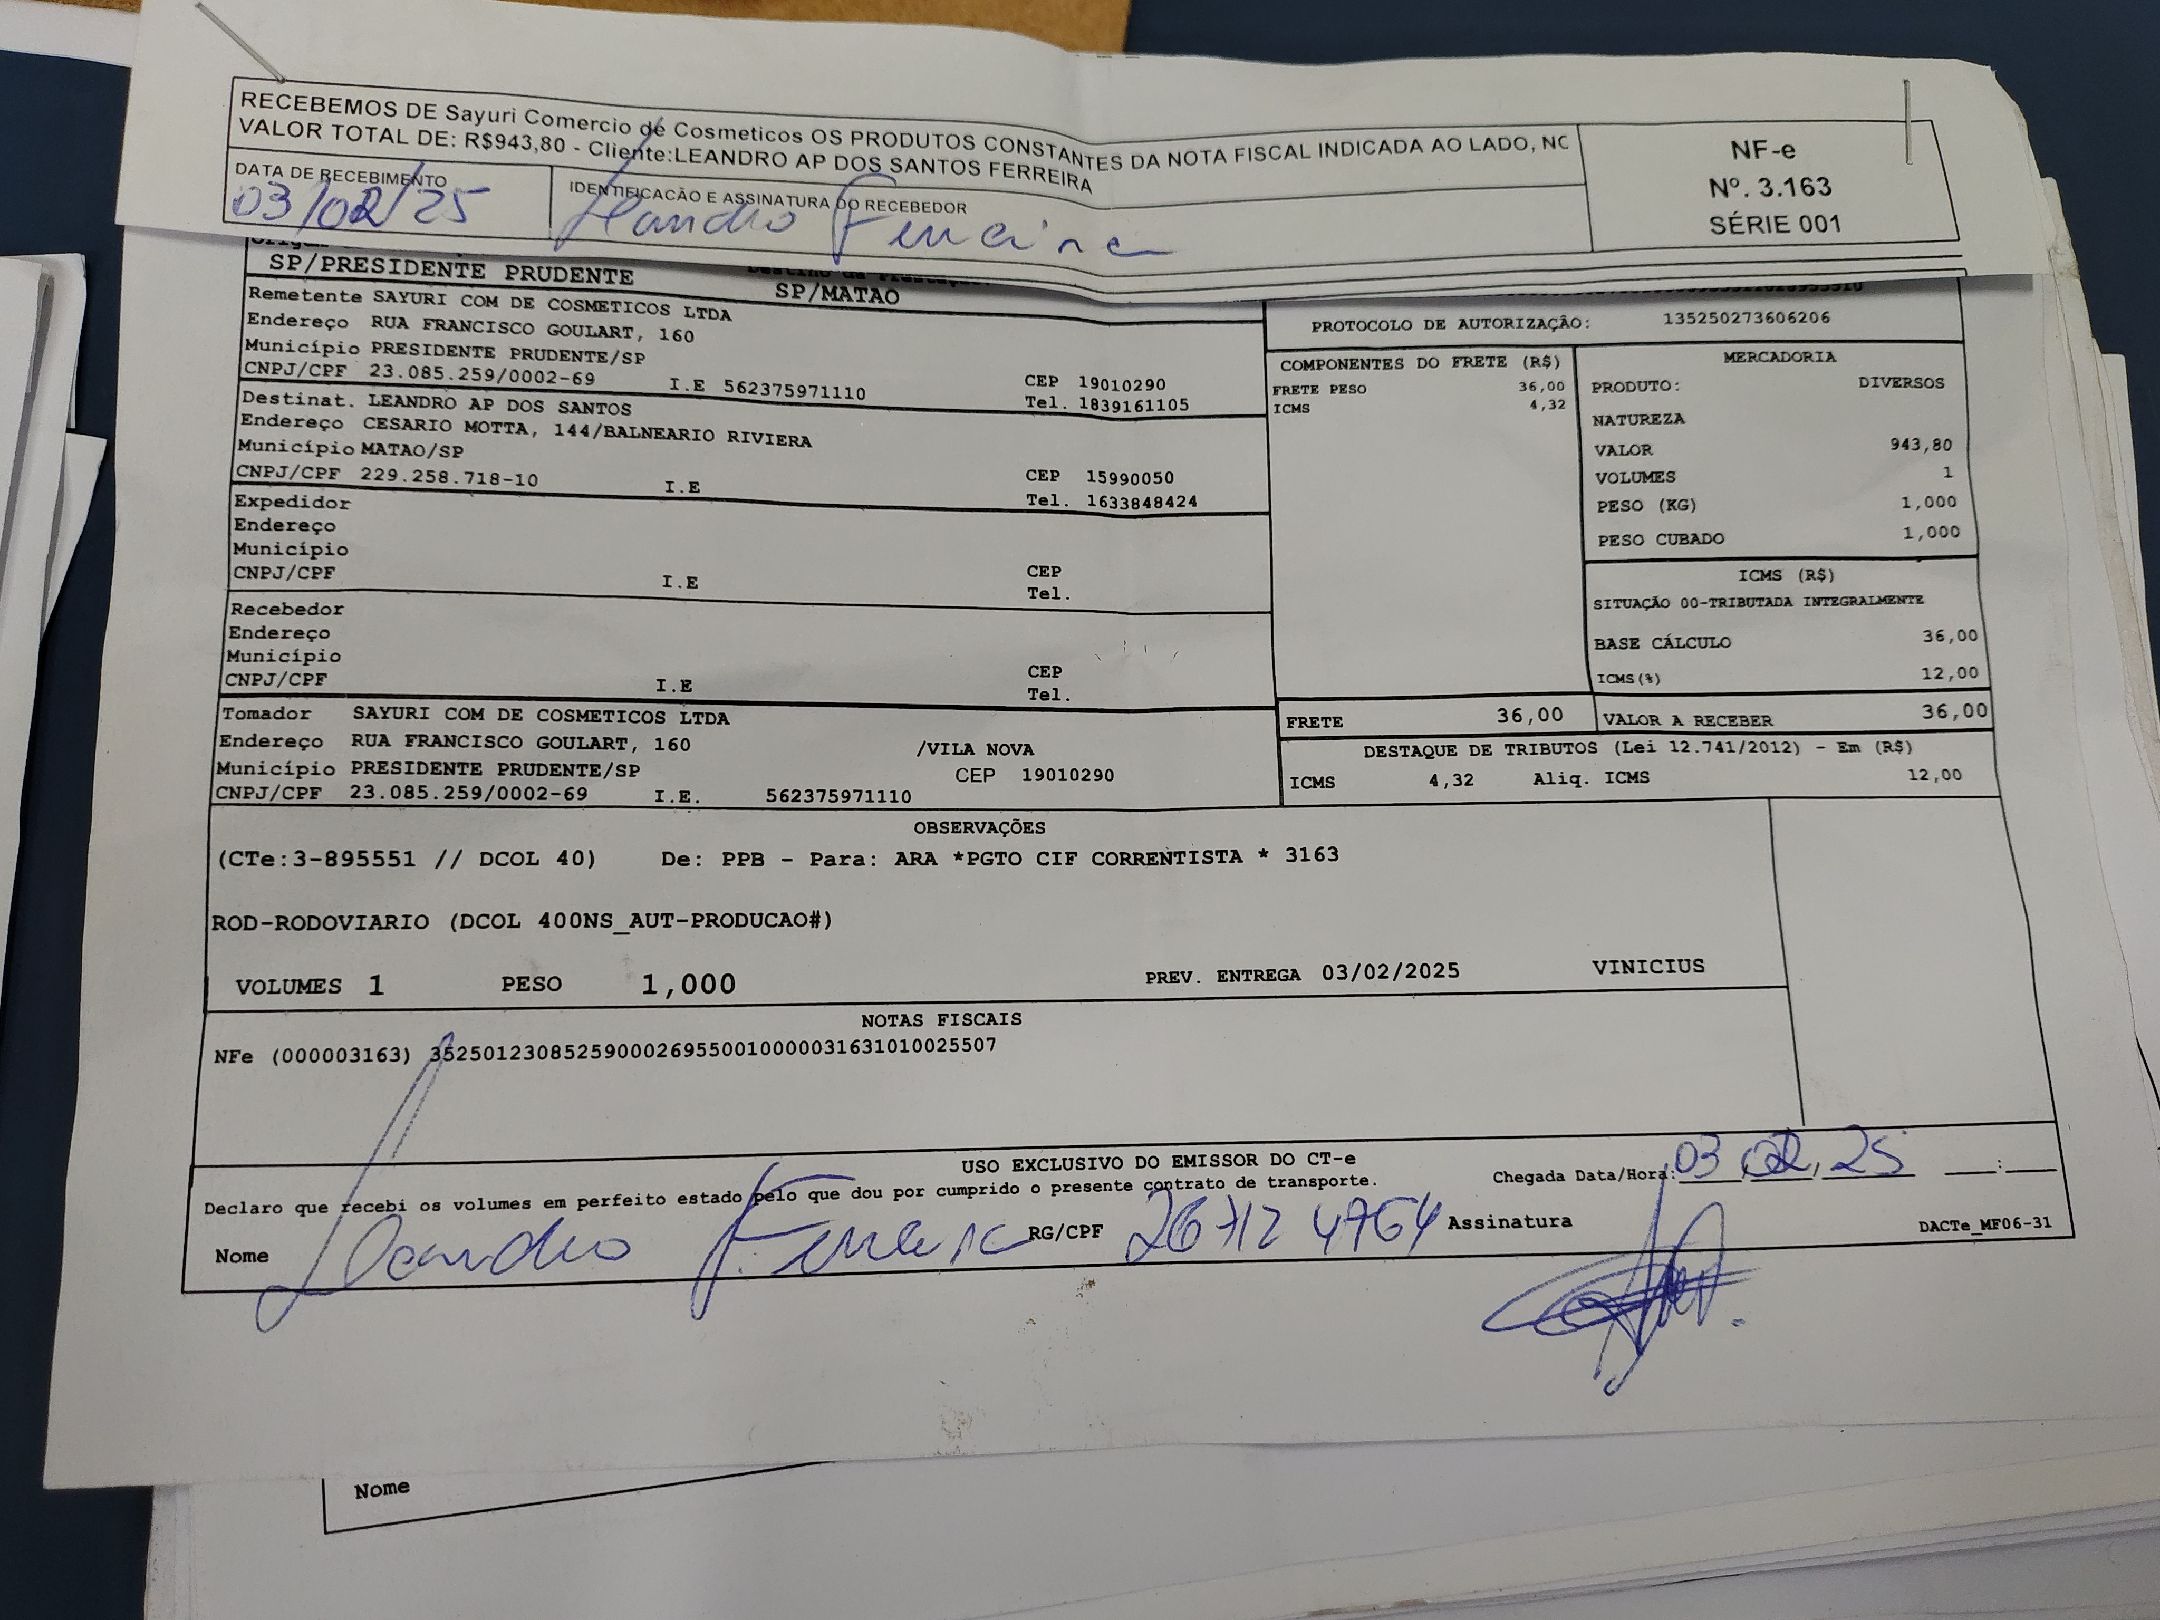 RECEBEMOS DE Sayuri Comercio de Cosmeticos OS PRODUTOS CONSTANTES DA NOTA FISCAL INDICADA AO LADO, NO
VALOR TOTAL DE: R$943,80 - Cliente:LEANDRO AP DOS SANTOS FERREIRA
DATA DE RECEBIMENTO
03/02/25
IDENTIFICACÃO E ASSINATURA DO RECEBEDOR
Leandro Ferreira
NF-e
Nº. 3.163
SÉRIE 001
SP/PRESIDENTE PRUDENTE
SP/MATAO
Remetente SAYURI COM DE COSMETICOS LTDA
Endereço RUA FRANCISCO GOULART, 160
Município PRESIDENTE PRUDENTE/SP
CNPJ/CPF 23.085.259/0002-69 I.E 562375971110
CEP 19010290
Tel. 1839161105
Destinat. LEANDRO AP DOS SANTOS
Endereço CESARIO MOTTA, 144/BALNEARIO RIVIERA
Município MATAO/SP
CNPJ/CPF 229.258.718-10 I.E
CEP 15990050
Tel. 1633848424
Expedidor
Endereço
Município
CNPJ/CPF I.E
CEP
Tel.
Recebedor
Endereço
Município
CNPJ/CPF I.E
CEP
Tel.
Tomador SAYURI COM DE COSMETICOS LTDA
Endereço RUA FRANCISCO GOULART, 160 /VILA NOVA
Município PRESIDENTE PRUDENTE/SP CEP 19010290
CNPJ/CPF 23.085.259/0002-69 I.E. 562375971110
PROTOCOLO DE AUTORIZAÇÃO: 135250273606206
COMPONENTES DO FRETE (R$)
FRETE PESO 36,00
ICMS 4,32
MERCADORIA
PRODUTO: DIVERSOS
NATUREZA
VALOR 943,80
VOLUMES 1
PESO (KG) 1,000
PESO CUBADO 1,000
ICMS (R$)
SITUAÇÃO 00-TRIBUTADA INTEGRALMENTE
BASE CÁLCULO 36,00
ICMS(%) 12,00
FRETE 36,00 VALOR A RECEBER 36,00
DESTAQUE DE TRIBUTOS (Lei 12.741/2012) - Em (R$)
ICMS 4,32 Aliq. ICMS 12,00
OBSERVAÇÕES
(CTe:3-895551 // DCOL 40) De: PPB - Para: ARA *PGTO CIF CORRENTISTA * 3163
ROD-RODOVIARIO (DCOL 400NS_AUT-PRODUCAO#)
VOLUMES 1 PESO 1,000 PREV. ENTREGA 03/02/2025 VINICIUS
NOTAS FISCAIS
NFe (000003163) 35250123085259000269550010000031631010025507
USO EXCLUSIVO DO EMISSOR DO CT-e
Declaro que recebi os volumes em perfeito estado pelo que dou por cumprido o presente contrato de transporte.
Chegada Data/Hora: 03 02 25 :
Nome Leandro Ferreira RG/CPF 26712 4764 Assinatura
DACTe_MF06-31
Nome